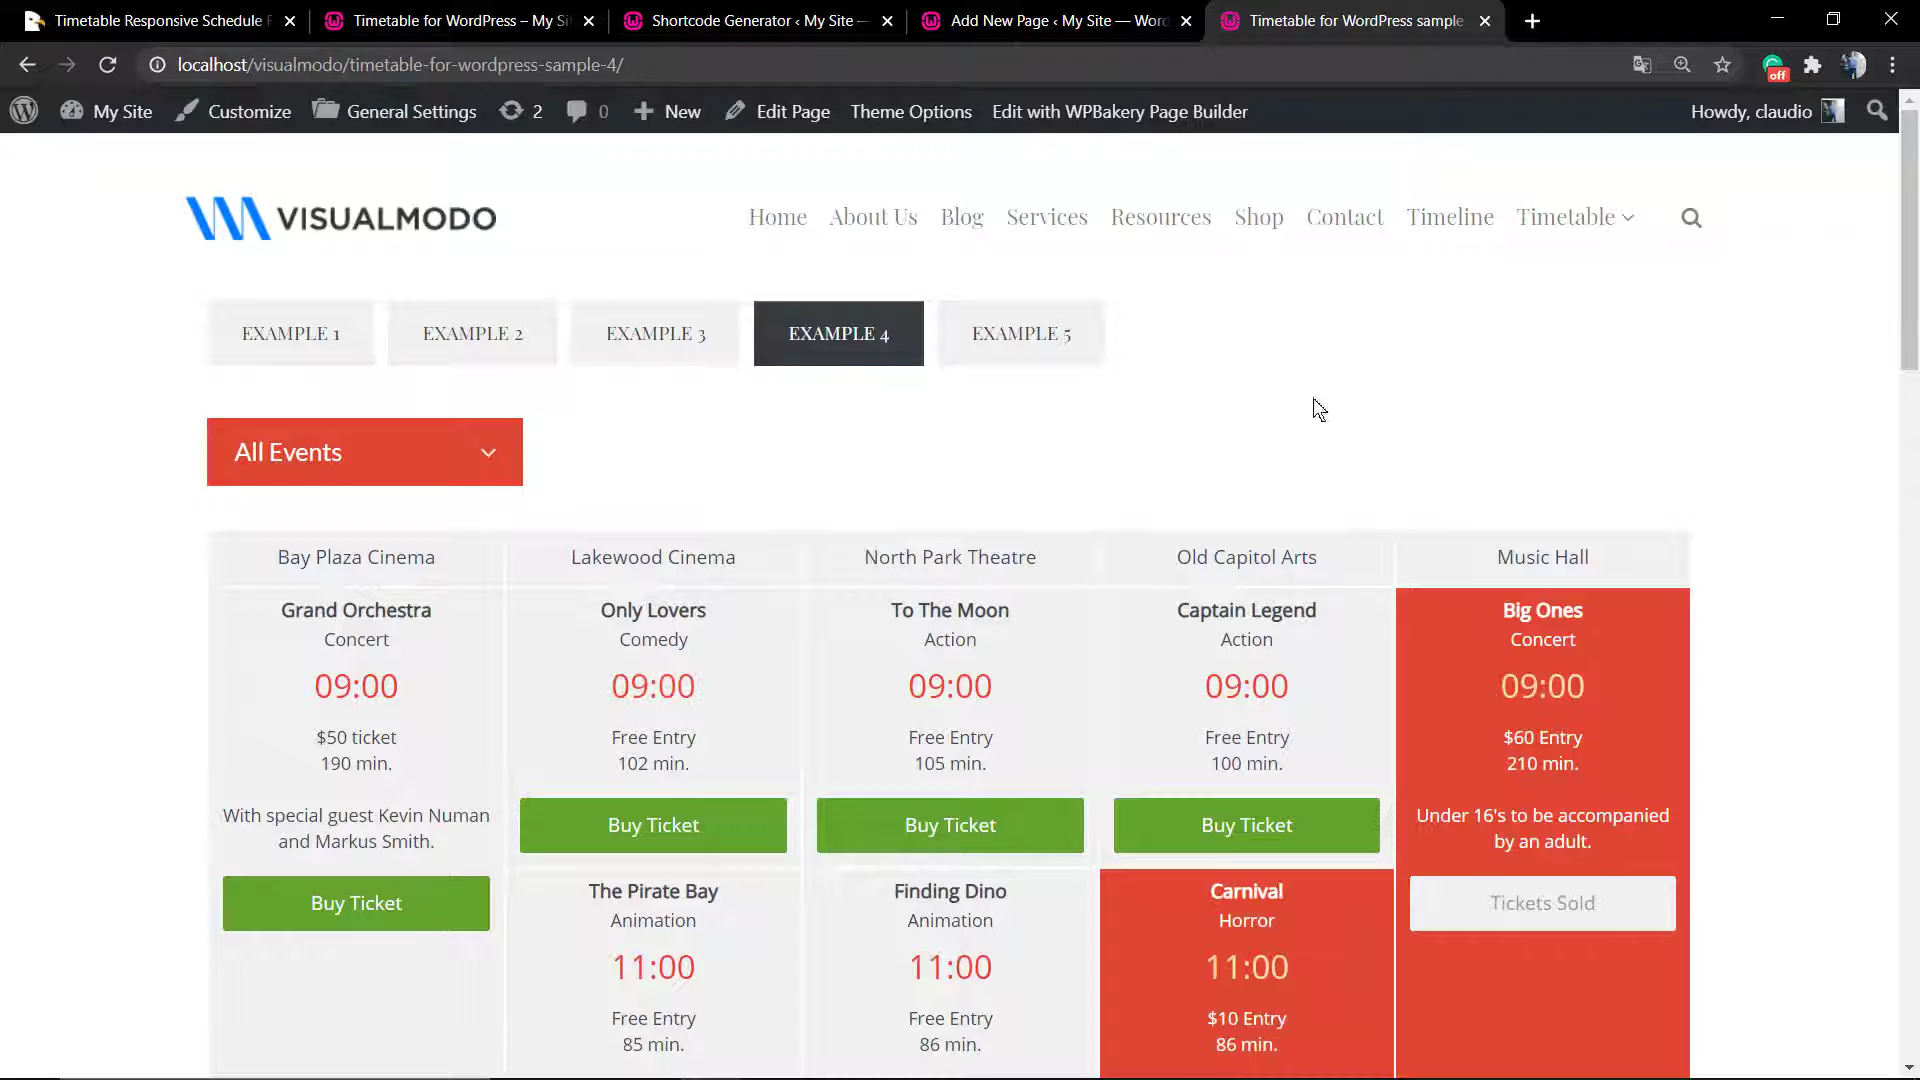 Timetable Responsive Schedule F
Timetable for WordPress – My Si
Shortcode Generator ‹ My Site —
Add New Page ‹ My Site — Word
Timetable for WordPress sample
localhost/visualmodo/timetable-for-wordpress-sample-4/
off
My Site
Customize
General Settings
2
0
New
Edit Page
Theme Options
Edit with WPBakery Page Builder
Howdy, claudio
VISUALMODO
Home
About Us
Blog
Services
Resources
Shop
Contact
Timeline
Timetable
EXAMPLE 1
EXAMPLE 2
EXAMPLE 3
EXAMPLE 4
EXAMPLE 5
All Events
Bay Plaza Cinema
Lakewood Cinema
North Park Theatre
Old Capitol Arts
Music Hall
Grand Orchestra
Concert
09:00
$50 ticket
190 min.
With special guest Kevin Numan
and Markus Smith.
Buy Ticket
Only Lovers
Comedy
09:00
Free Entry
102 min.
Buy Ticket
The Pirate Bay
Animation
11:00
Free Entry
85 min.
To The Moon
Action
09:00
Free Entry
105 min.
Buy Ticket
Finding Dino
Animation
11:00
Free Entry
86 min.
Captain Legend
Action
09:00
Free Entry
100 min.
Buy Ticket
Carnival
Horror
11:00
$10 Entry
86 min.
Big Ones
Concert
09:00
$60 Entry
210 min.
Under 16's to be accompanied
by an adult.
Tickets Sold